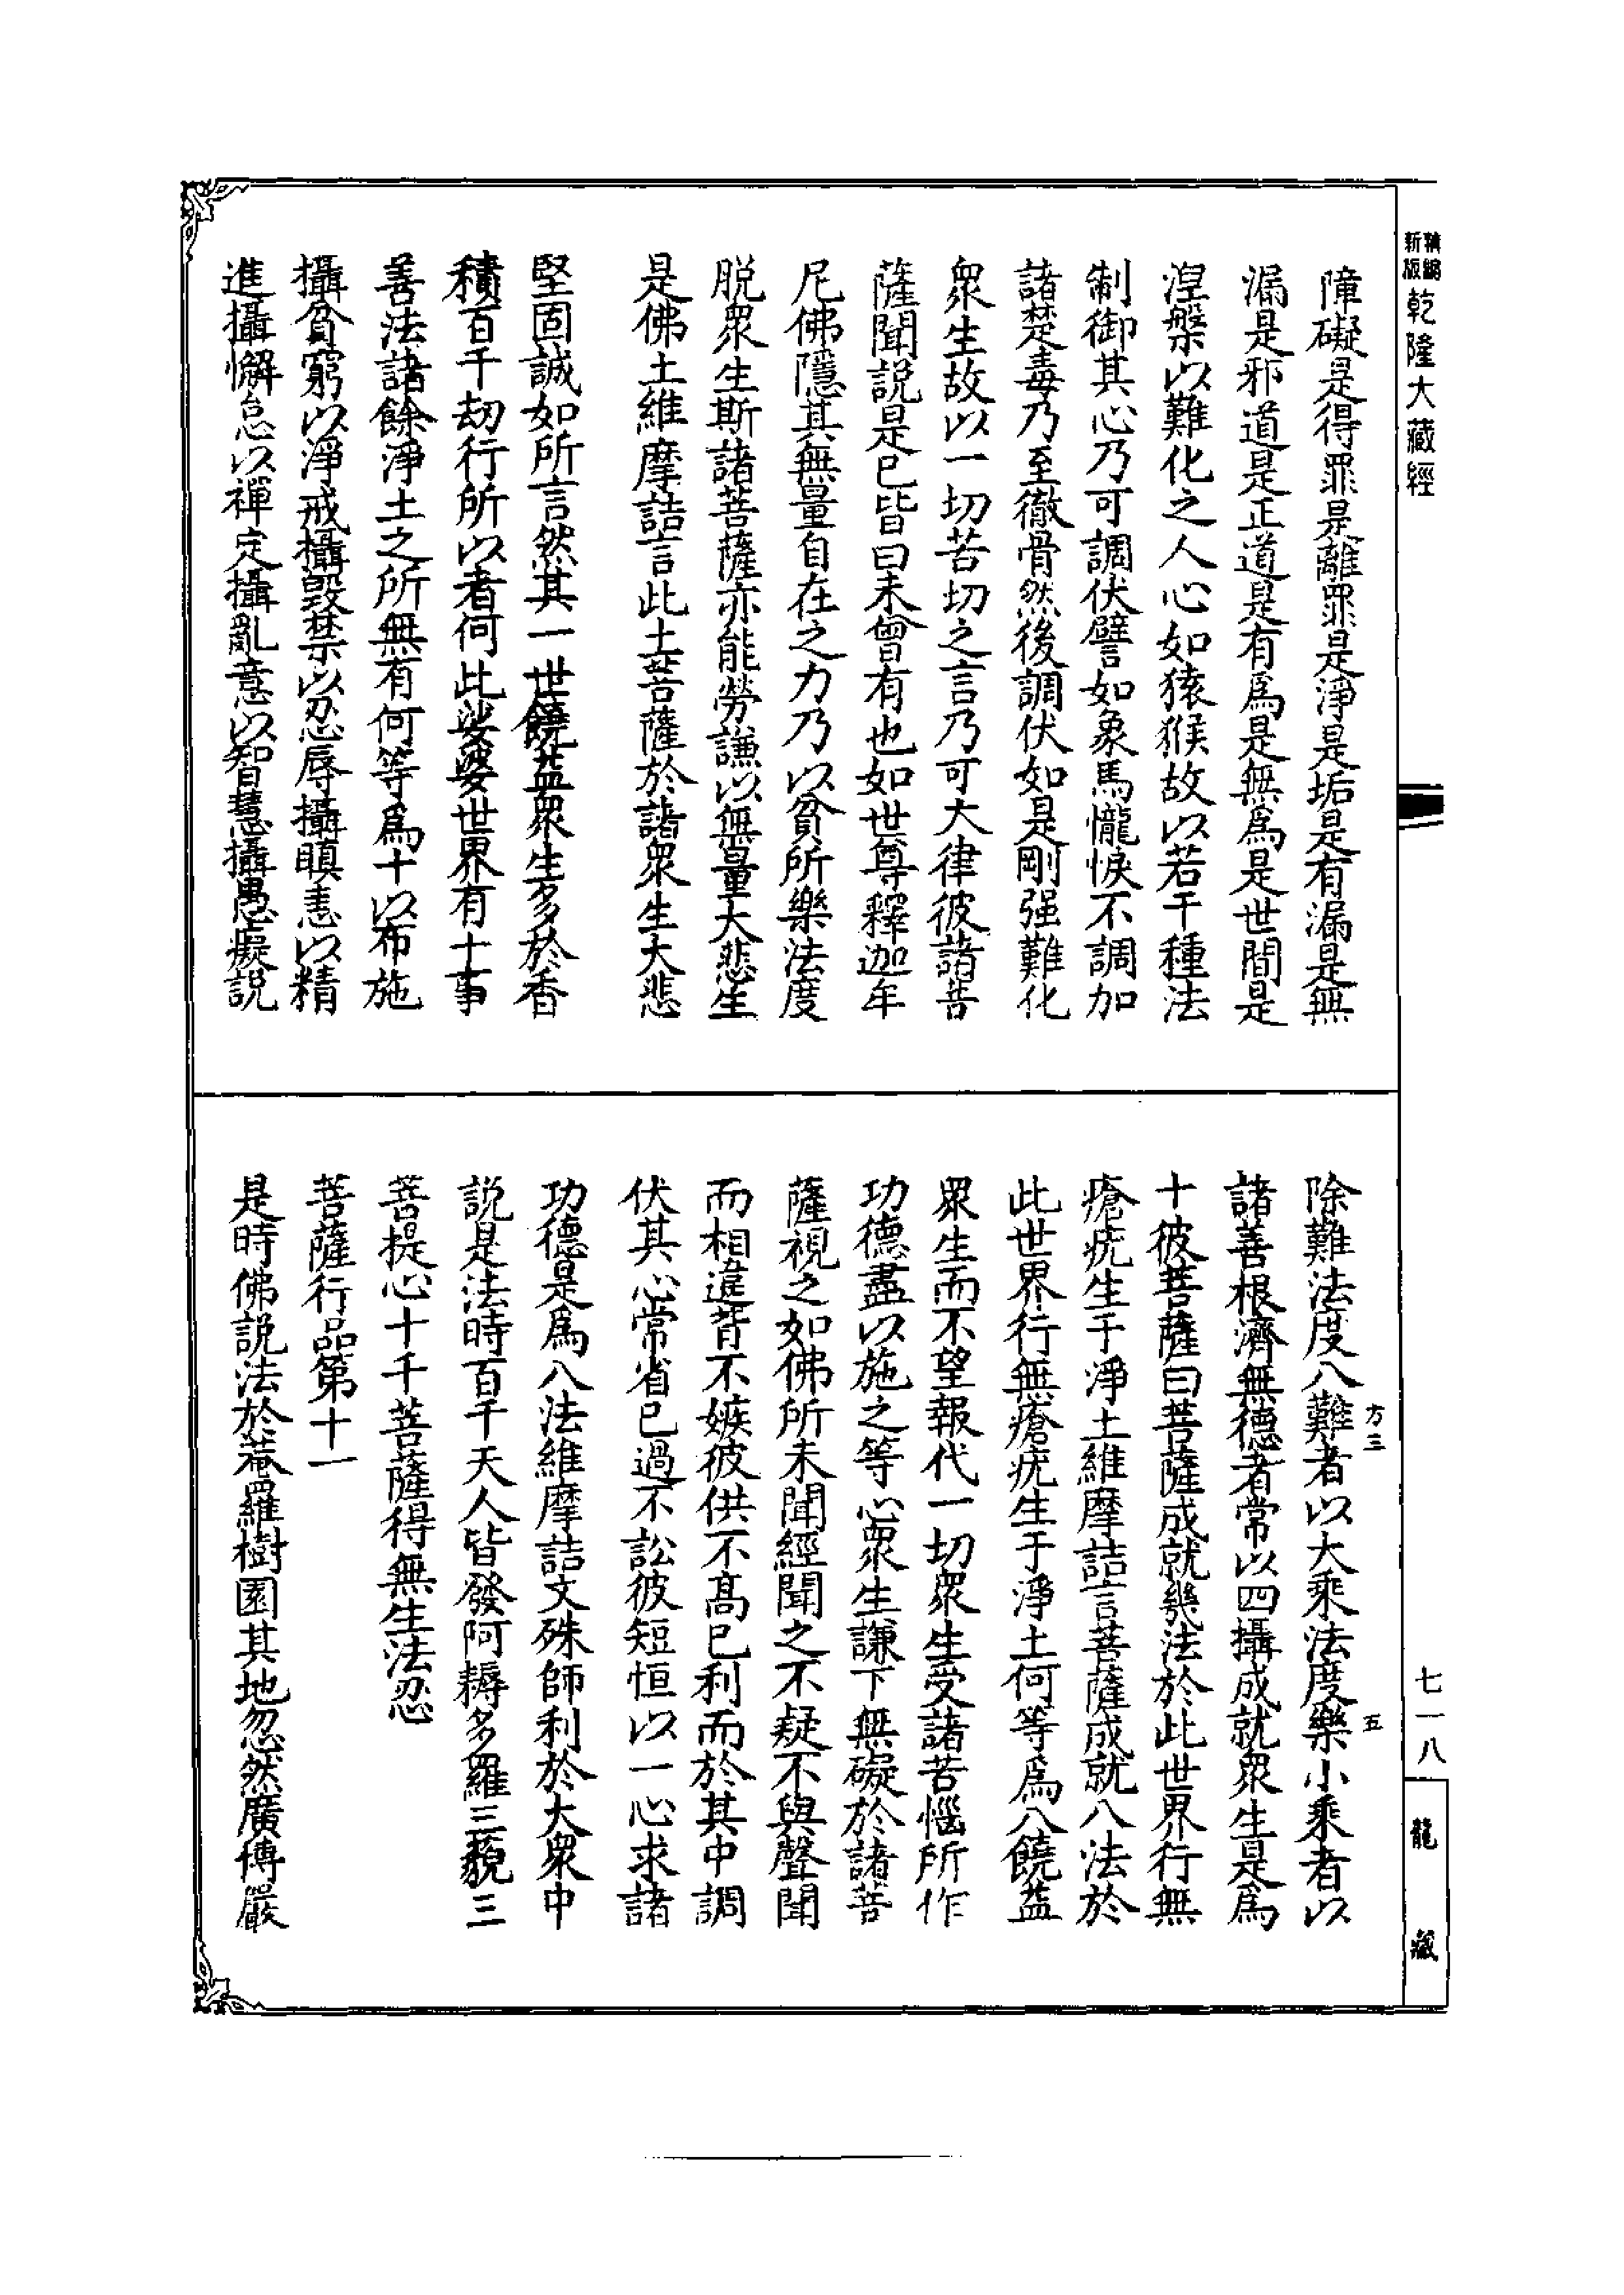 新編
新版
乾隆大藏經
障礙是得罪是離罪是淨是垢是有漏是無
漏是邪道是正道是有爲是無爲是世間是
涅槃以難化之人心如猿猴故以若干種法
制御其心乃可調伏譬如象馬𢤱悷不調加
諸楚毒乃至徹骨然後調伏如是剛强難化
衆生故以一切苦切之言乃可大律彼諸菩
薩聞說是已皆曰未曾有也如世尊釋迦牟
尼佛隱其無量自在之力乃以貧所樂法度
脫衆生斯諸菩薩亦能勞謙以無量大悲生
是佛土維摩詰言此土菩薩於諸衆生大悲
堅固誠如所言然其一世饒益衆生多於香
積百千劫行所以者何此娑婆世界有十事
善法諸餘淨土之所無有何等爲十以布施
攝貧窮以淨戒攝毀禁以忍辱攝瞋恚以精
進攝懈怠以禪定攝亂意以智慧攝愚癡說
除難法度八難者以大乘法度樂小乘者以
諸善根濟無德者常以四攝成就衆生是爲
十彼菩薩曰菩薩成就幾法於此世界行無
瘡疣生于淨土維摩詰言菩薩成就八法於
此世界行無瘡疣生于淨土何等爲八饒益
衆生而不望報代一切衆生受諸苦惱所作
功德盡以施之等心衆生謙下無礙於諸菩
薩視之如佛所未聞經聞之不疑不與聲聞
而相違背不嫉彼供不高已利而於其中調
伏其心常省已過不訟彼短恒以一心求諸
功德是爲八法維摩詰文殊師利於大衆中
說是法時百千天人皆發阿耨多羅三藐三
菩提心十千菩薩得無生法忍
菩薩行品第十一
是時佛說法於菴羅樹園其地忽然廣博嚴
方三
五
七一八
龍藏